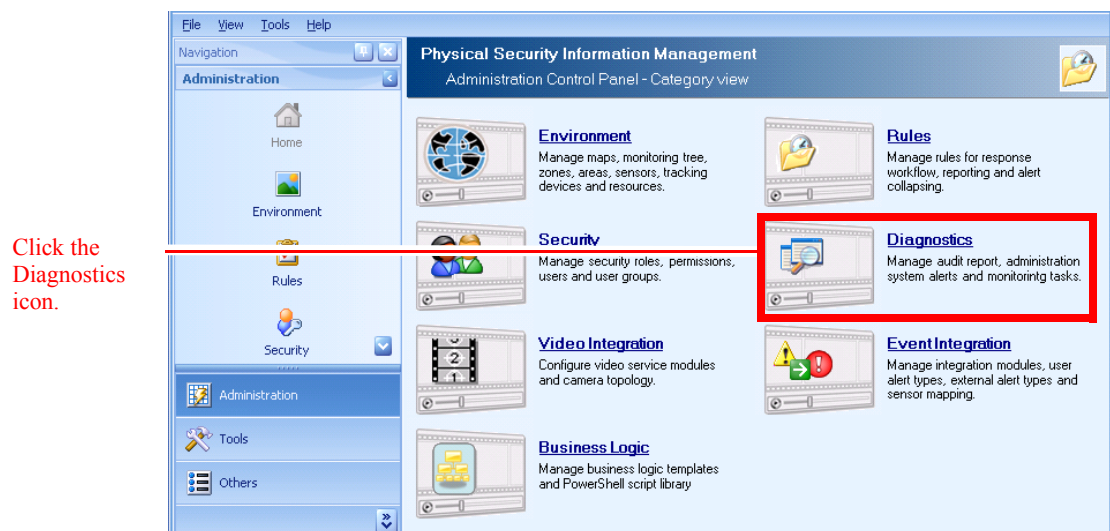 File View Tools Help
Navigation
Administration
Home
Environment
Rules
Security
Administration
Tools
Others
Click the
Diagnostics
icon.
Physical Security Information Management
Administration Control Panel - Category view
Environment
Manage maps, monitoring tree,
zones, areas, sensors, tracking
devices and resources.
Rules
Manage rules for response
workflow, reporting and alert
collapsing.
Security
Manage security roles, permissions,
users and user groups.
Diagnostics
Manage audit report, administration
system alerts and monitorintg tasks.
Video Integration
Configure video service modules
and camera topology.
Event Integration
Manage integration modules, user
alert types, external alert types and
sensor mapping.
Business Logic
Manage business logic templates
and PowerShell script library